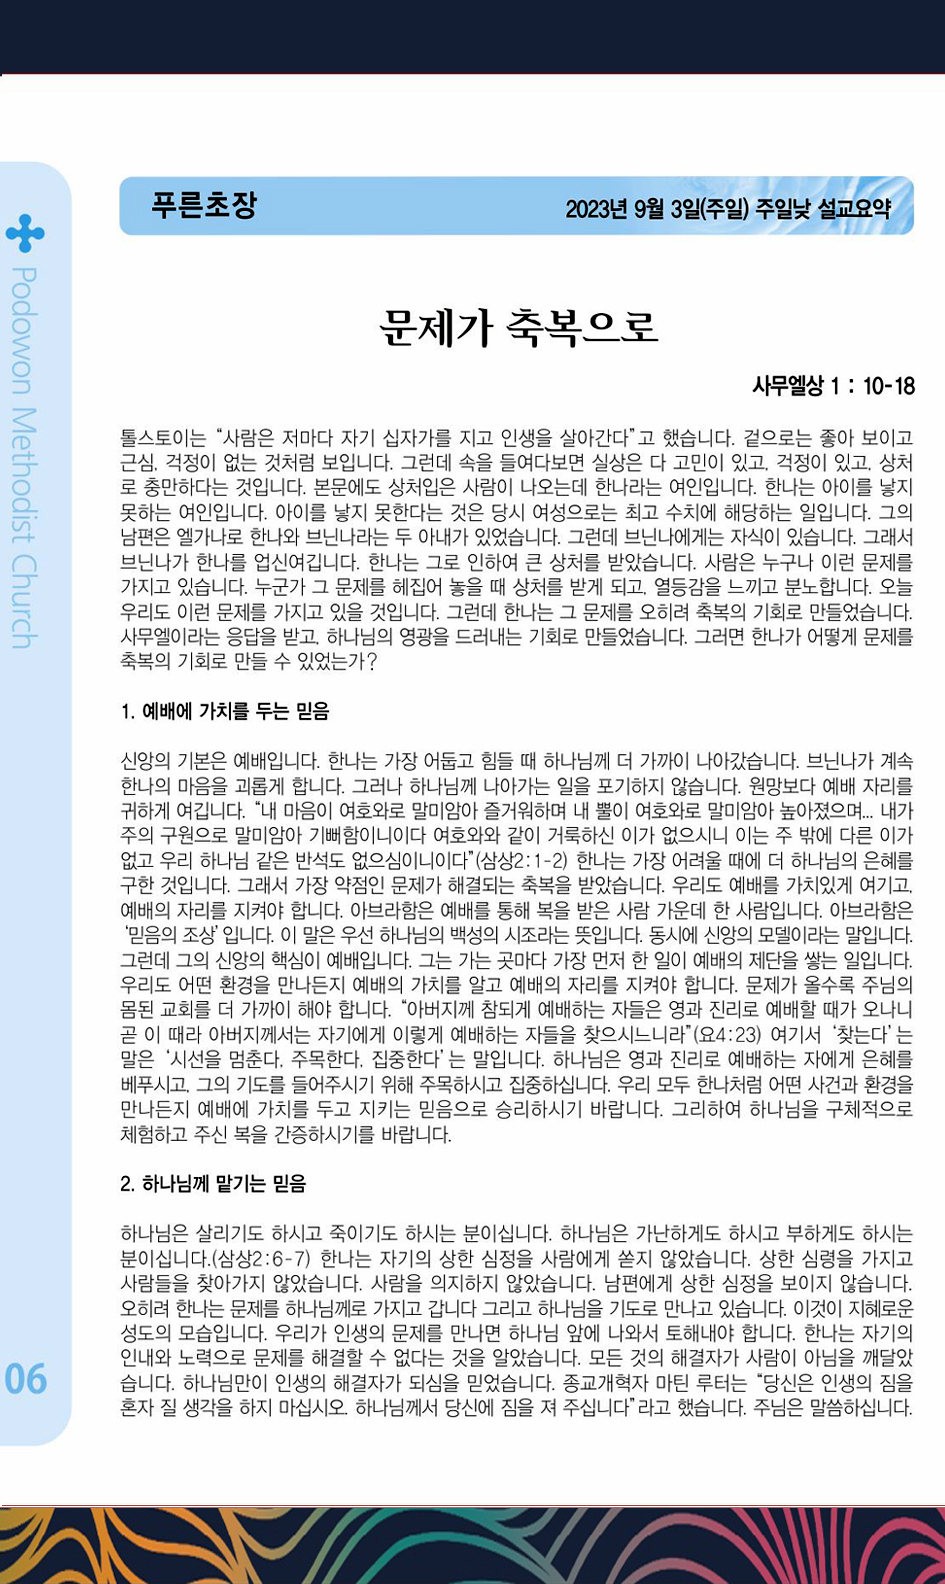 푸른초장
2023년 9월 3일(주일) 주일낮 설교요약
Podowon Methodist Church
문제가 축복으로
사무엘상 1 : 10-18
톨스토이는 “사람은 저마다 자기 십자가를 지고 인생을 살아간다”고 했습니다. 겉으로는 좋아 보이고
근심, 걱정이 없는 것처럼 보입니다. 그런데 속을 들여다보면 실상은 다 고민이 있고, 걱정이 있고, 상처
로 충만하다는 것입니다. 본문에도 상처입은 사람이 나오는데 한나라는 여인입니다. 한나는 아이를 낳지
못하는 여인입니다. 아이를 낳지 못한다는 것은 당시 여성으로는 최고 수치에 해당하는 일입니다. 그의
남편은 엘가나로 한나와 브닌나라는 두 아내가 있었습니다. 그런데 브닌나에게는 자식이 있습니다. 그래서
브닌나가 한나를 업신여깁니다. 한나는 그로 인하여 큰 상처를 받았습니다. 사람은 누구나 이런 문제를
가지고 있습니다. 누군가 그 문제를 헤집어 놓을 때 상처를 받게 되고, 열등감을 느끼고 분노합니다. 오늘
우리도 이런 문제를 가지고 있을 것입니다. 그런데 한나는 그 문제를 오히려 축복의 기회로 만들었습니다.
사무엘이라는 응답을 받고, 하나님의 영광을 드러내는 기회로 만들었습니다. 그러면 한나가 어떻게 문제를
축복의 기회로 만들 수 있었는가?
1. 예배에 가치를 두는 믿음
신앙의 기본은 예배입니다. 한나는 가장 어둡고 힘들 때 하나님께 더 가까이 나아갔습니다. 브닌나가 계속
한나의 마음을 괴롭게 합니다. 그러나 하나님께 나아가는 일을 포기하지 않습니다. 원망보다 예배 자리를
귀하게 여깁니다. “내 마음이 여호와로 말미암아 즐거워하며 내 뿔이 여호와로 말미암아 높아졌으며... 내가
주의 구원으로 말미암아 기뻐함이니이다 여호와와 같이 거룩하신 이가 없으시니 이는 주 밖에 다른 이가
없고 우리 하나님 같은 반석도 없으심이니이다”(삼상2:1-2) 한나는 가장 어려울 때에 더 하나님의 은혜를
구한 것입니다. 그래서 가장 약점인 문제가 해결되는 축복을 받았습니다. 우리도 예배를 가치있게 여기고,
예배의 자리를 지켜야 합니다. 아브라함은 예배를 통해 복을 받은 사람 가운데 한 사람입니다. 아브라함은
‘믿음의 조상’입니다. 이 말은 우선 하나님의 백성의 시조라는 뜻입니다. 동시에 신앙의 모델이라는 말입니다.
그런데 그의 신앙의 핵심이 예배입니다. 그는 가는 곳마다 가장 먼저 한 일이 예배의 제단을 쌓는 일입니다.
우리도 어떤 환경을 만나든지 예배의 가치를 알고 예배의 자리를 지켜야 합니다. 문제가 올수록 주님의
몸된 교회를 더 가까이 해야 합니다. “아버지께 참되게 예배하는 자들은 영과 진리로 예배할 때가 오나니
곧 이 때라 아버지께서는 자기에게 이렇게 예배하는 자들을 찾으시느니라”(요4:23) 여기서 ‘찾는다’는
말은 ‘시선을 멈춘다, 주목한다, 집중한다’는 말입니다. 하나님은 영과 진리로 예배하는 자에게 은혜를
베푸시고, 그의 기도를 들어주시기 위해 주목하시고 집중하십니다. 우리 모두 한나처럼 어떤 사건과 환경을
만나든지 예배에 가치를 두고 지키는 믿음으로 승리하시기 바랍니다. 그리하여 하나님을 구체적으로
체험하고 주신 복을 간증하시기를 바랍니다.
2. 하나님께 맡기는 믿음
하나님은 살리기도 하시고 죽이기도 하시는 분이십니다. 하나님은 가난하게도 하시고 부하게도 하시는
분이십니다.(삼상2:6-7) 한나는 자기의 상한 심정을 사람에게 쏟지 않았습니다. 상한 심령을 가지고
사람들을 찾아가지 않았습니다. 사람을 의지하지 않았습니다. 남편에게 상한 심정을 보이지 않습니다.
오히려 한나는 문제를 하나님께로 가지고 갑니다 그리고 하나님을 기도로 만나고 있습니다. 이것이 지혜로운
성도의 모습입니다. 우리가 인생의 문제를 만나면 하나님 앞에 나와서 토해내야 합니다. 한나는 자기의
인내와 노력으로 문제를 해결할 수 없다는 것을 알았습니다. 모든 것의 해결자가 사람이 아님을 깨달았
습니다. 하나님만이 인생의 해결자가 되심을 믿었습니다. 종교개혁자 마틴 루터는 “당신은 인생의 짐을
혼자 질 생각을 하지 마십시오. 하나님께서 당신에 짐을 져 주십니다”라고 했습니다. 주님은 말씀하십니다.
06